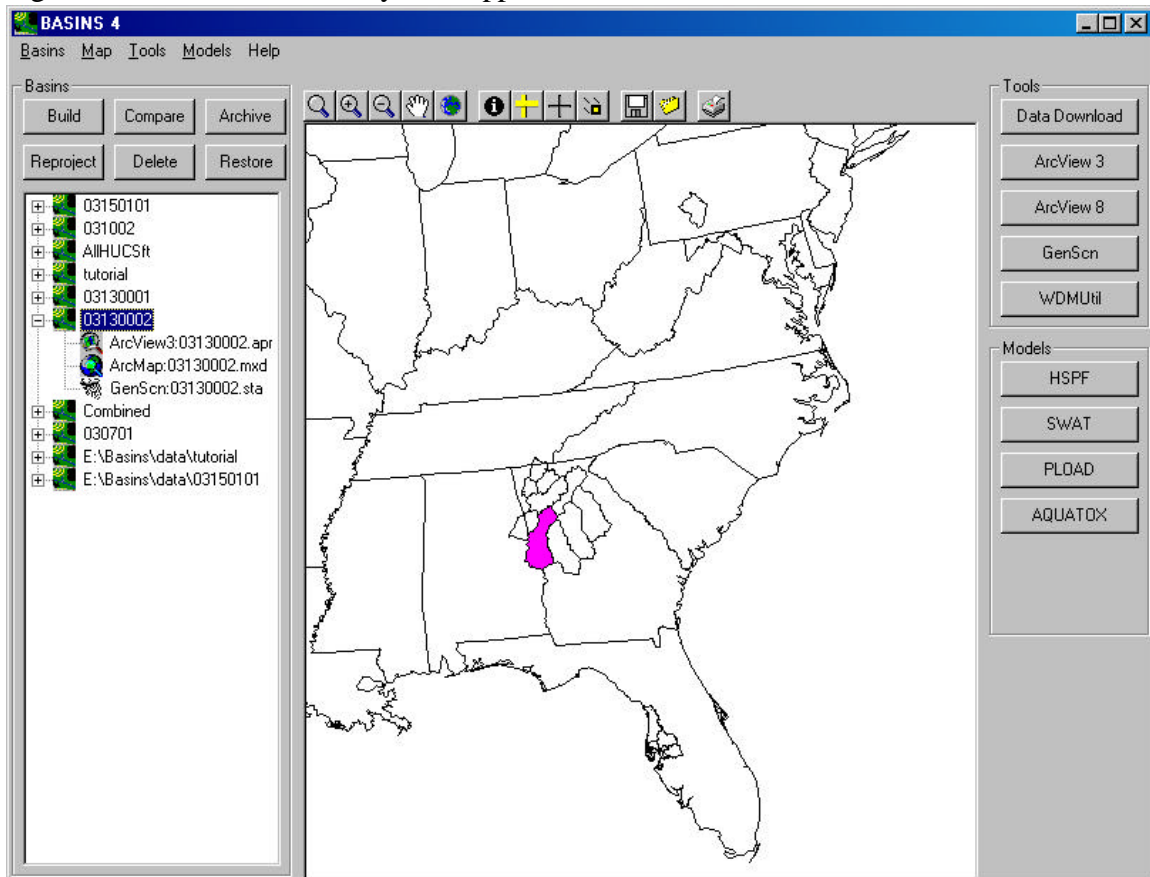 BASINS 4
Basins Map Tools Models Help
Basins
Build Compare Archive
Reproject Delete Restore
03150101
031002
AllHUCSft
tutorial
03130001
03130002
ArcView3:03130002.apr
ArcMap:03130002.mxd
GenScn:03130002.sta
Combined
030701
E:\Basins\data\tutorial
E:\Basins\data\03150101
Tools
Data Download
ArcView 3
ArcView 8
GenScn
WDMUtil
Models
HSPF
SWAT
PLOAD
AQUATOX